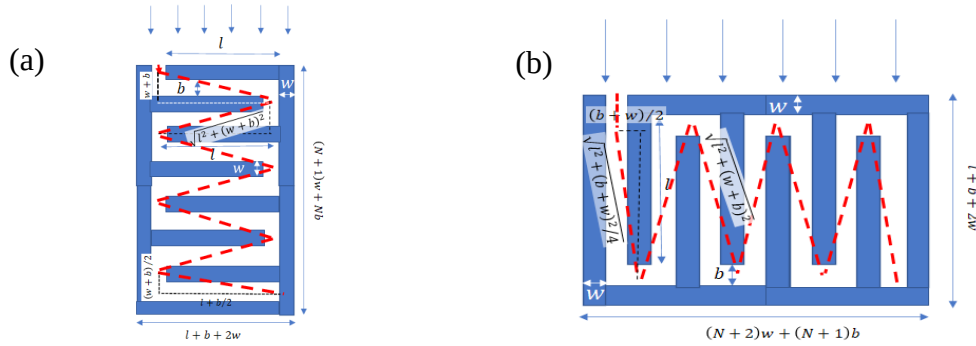 (a)
l
w + b
b
w
√l² + (w + b)²
l
w
(N + 1)w + Nb
(w + b)/2
l + b/2
l + b + 2w
(b)
w
(b + w)/2
√l² + (b + w)²/4
l
√l² + (w + b)²
b
w
l + b + 2w
(N + 2)w + (N + 1)b